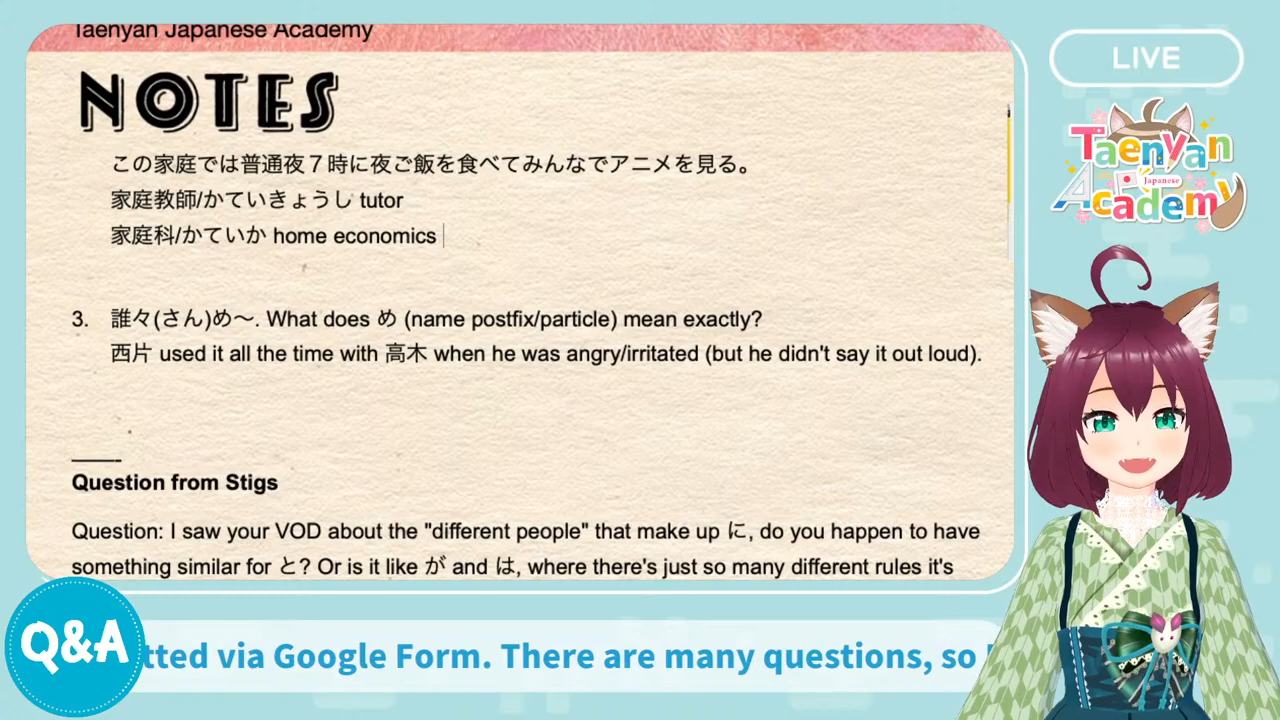 Taenyan Japanese Academy
NOTES
この家庭では普通夜７時に夜ご飯を食べてみんなでアニメを見る。
家庭教師/かていきょうし tutor
家庭科/かていか home economics
3. 誰々(さん)め〜. What does め (name postfix/particle) mean exactly?
西片 used it all the time with 高木 when he was angry/irritated (but he didn't say it out loud).
Question from Stigs
Question: I saw your VOD about the "different people" that make up に, do you happen to have
something similar for と? Or is it like が and は, where there's just so many different rules it's
Q&A
tted via Google Form. There are many questions, so
LIVE
Taenyan
Japanese
Academy